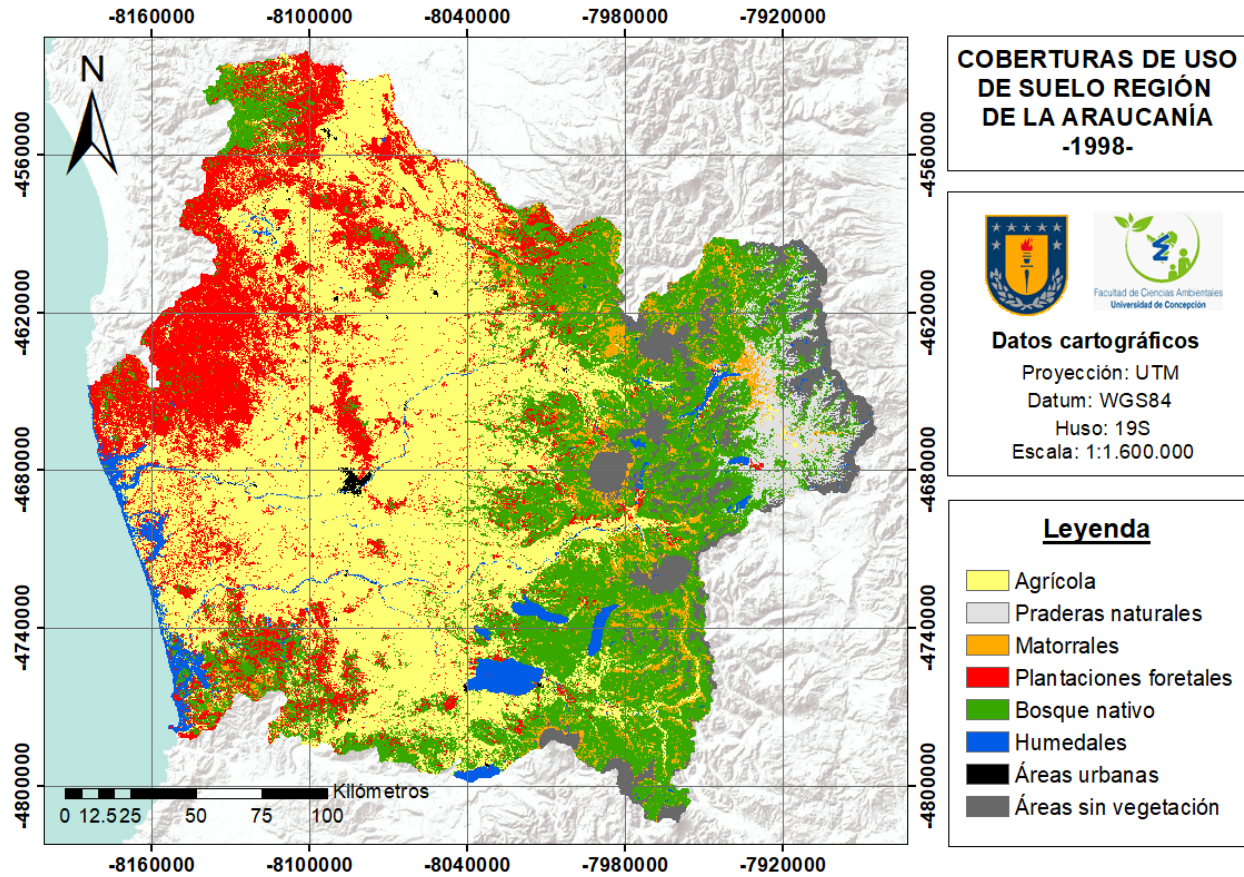 -8160000 -8100000 -8040000 -7980000 -7920000
N
-4560000 -4560000
-4620000 -4620000
-4680000 -4680000
-4740000 -4740000
-4800000 -4800000
Kilómetros
0 12.5 25 50 75 100
-8160000 -8100000 -8040000 -7980000 -7920000
COBERTURAS DE USO
DE SUELO REGIÓN
DE LA ARAUCANÍA
-1998-
Facultad de Ciencias Ambientales
Universidad de Concepción
Datos cartográficos
Proyección: UTM
Datum: WGS84
Huso: 19S
Escala: 1:1.600.000
Leyenda
Agrícola
Praderas naturales
Matorrales
Plantaciones foretales
Bosque nativo
Humedales
Áreas urbanas
Áreas sin vegetación